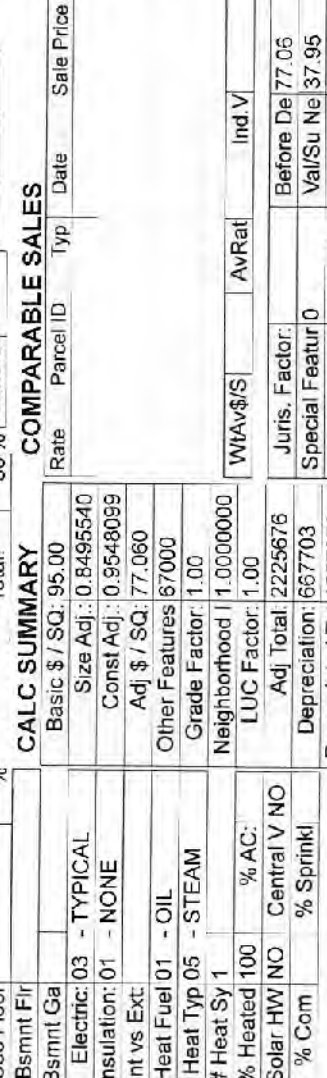 %
Bsmnt Flr
Bsmnt Ga
Electric: 03 - TYPICAL
nsulation: 01 - NONE
nt vs Ext:
Heat Fuel 01 - OIL
Heat Typ 05 - STEAM
# Heat Sy 1
% Heated 100 % AC:
Solar HW NO Central V NO
% Com % Sprinkl
CALC SUMMARY
Basic $ / SQ: 95.00
Size Adj.: 0.8495540
Const Adj.: 0.9548099
Adj $ / SQ: 77.060
Other Features 67000
Grade Factor: 1.00
Neighborhood I 1.0000000
LUC Factor: 1.00
Adj Total: 2225676
Depreciation: 667703
COMPARABLE SALES
Rate Parcel ID Typ Date Sale Price
WtAv$/S AvRat Ind.V
Juris. Factor: Before De 77.06
Special Featur 0 Val/Su Ne 37.95